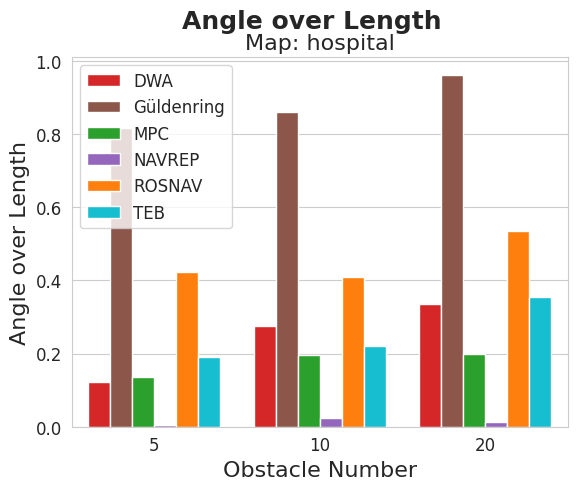 Angle over Length
Map: hospital
1.0
0.8
0.6
0.4
0.2
0.0
Angle over Length
DWA
Güldenring
MPC
NAVREP
ROSNAV
TEB
5
10
20
Obstacle Number